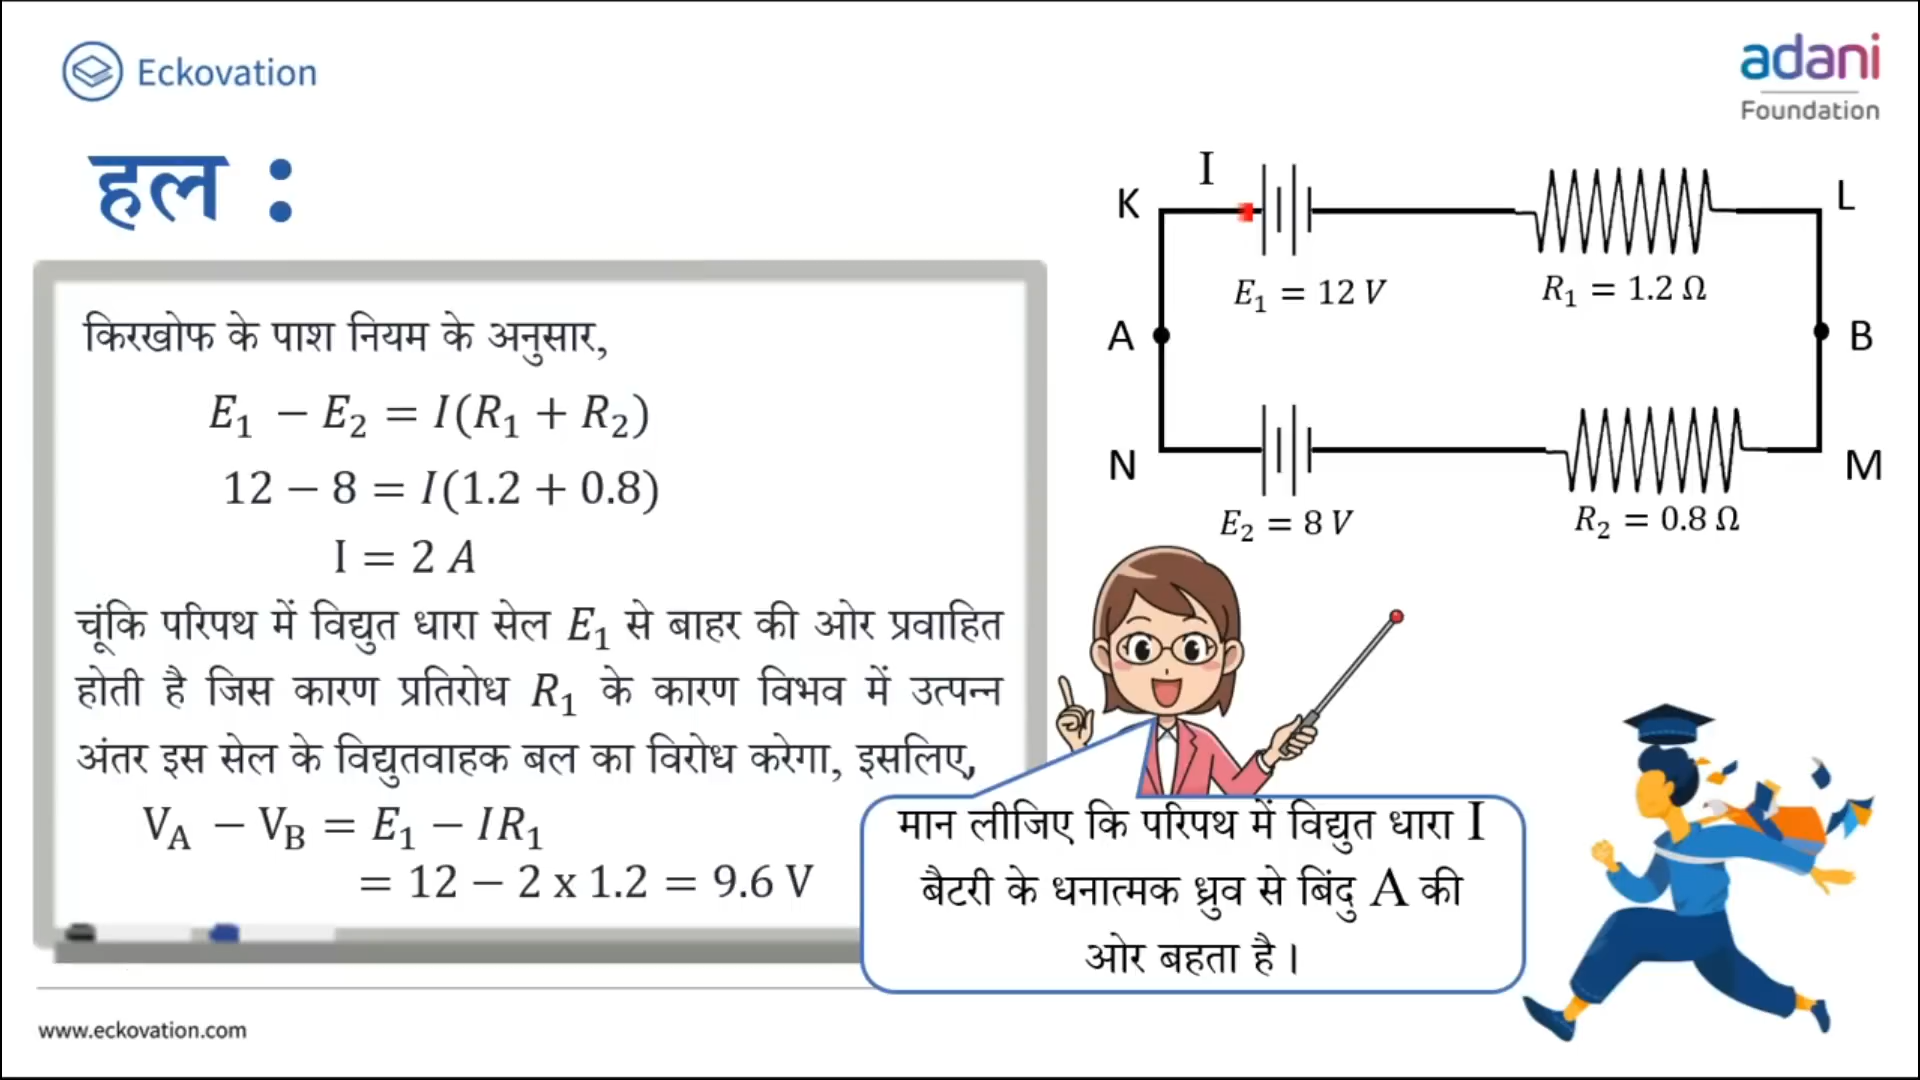 Eckovation
adani
Foundation
हल :
किरखोफ के पाश नियम के अनुसार,
E₁ − E₂ = I(R₁ + R₂)
12 − 8 = I(1.2 + 0.8)
I = 2 A
चूंकि परिपथ में विद्युत धारा सेल E₁ से बाहर की ओर प्रवाहित
होती है जिस कारण प्रतिरोध R₁ के कारण विभव में उत्पन्न
अंतर इस सेल के विद्युतवाहक बल का विरोध करेगा, इसलिए,
V_A − V_B = E₁ − IR₁
= 12 − 2 x 1.2 = 9.6 V
I
K
L
E₁ = 12 V
R₁ = 1.2 Ω
A
B
N
M
E₂ = 8 V
R₂ = 0.8 Ω
मान लीजिए कि परिपथ में विद्युत धारा I
बैटरी के धनात्मक ध्रुव से बिंदु A की
ओर बहता है।
www.eckovation.com